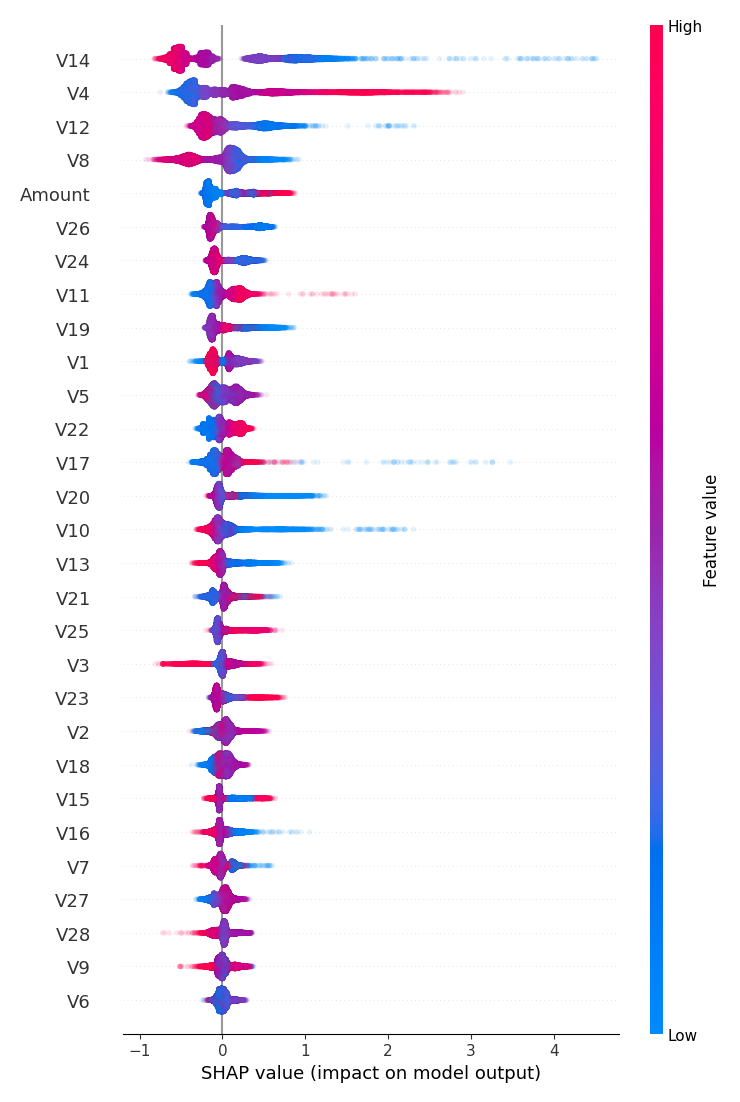 High
V14
V4
V12
V8
Amount
V26
V24
V11
V19
V1
V5
V22
V17
V20
V10
V13
V21
V25
V3
V23
V2
V18
V15
V16
V7
V27
V28
V9
V6
Feature value
Low
−1 0 1 2 3 4
SHAP value (impact on model output)